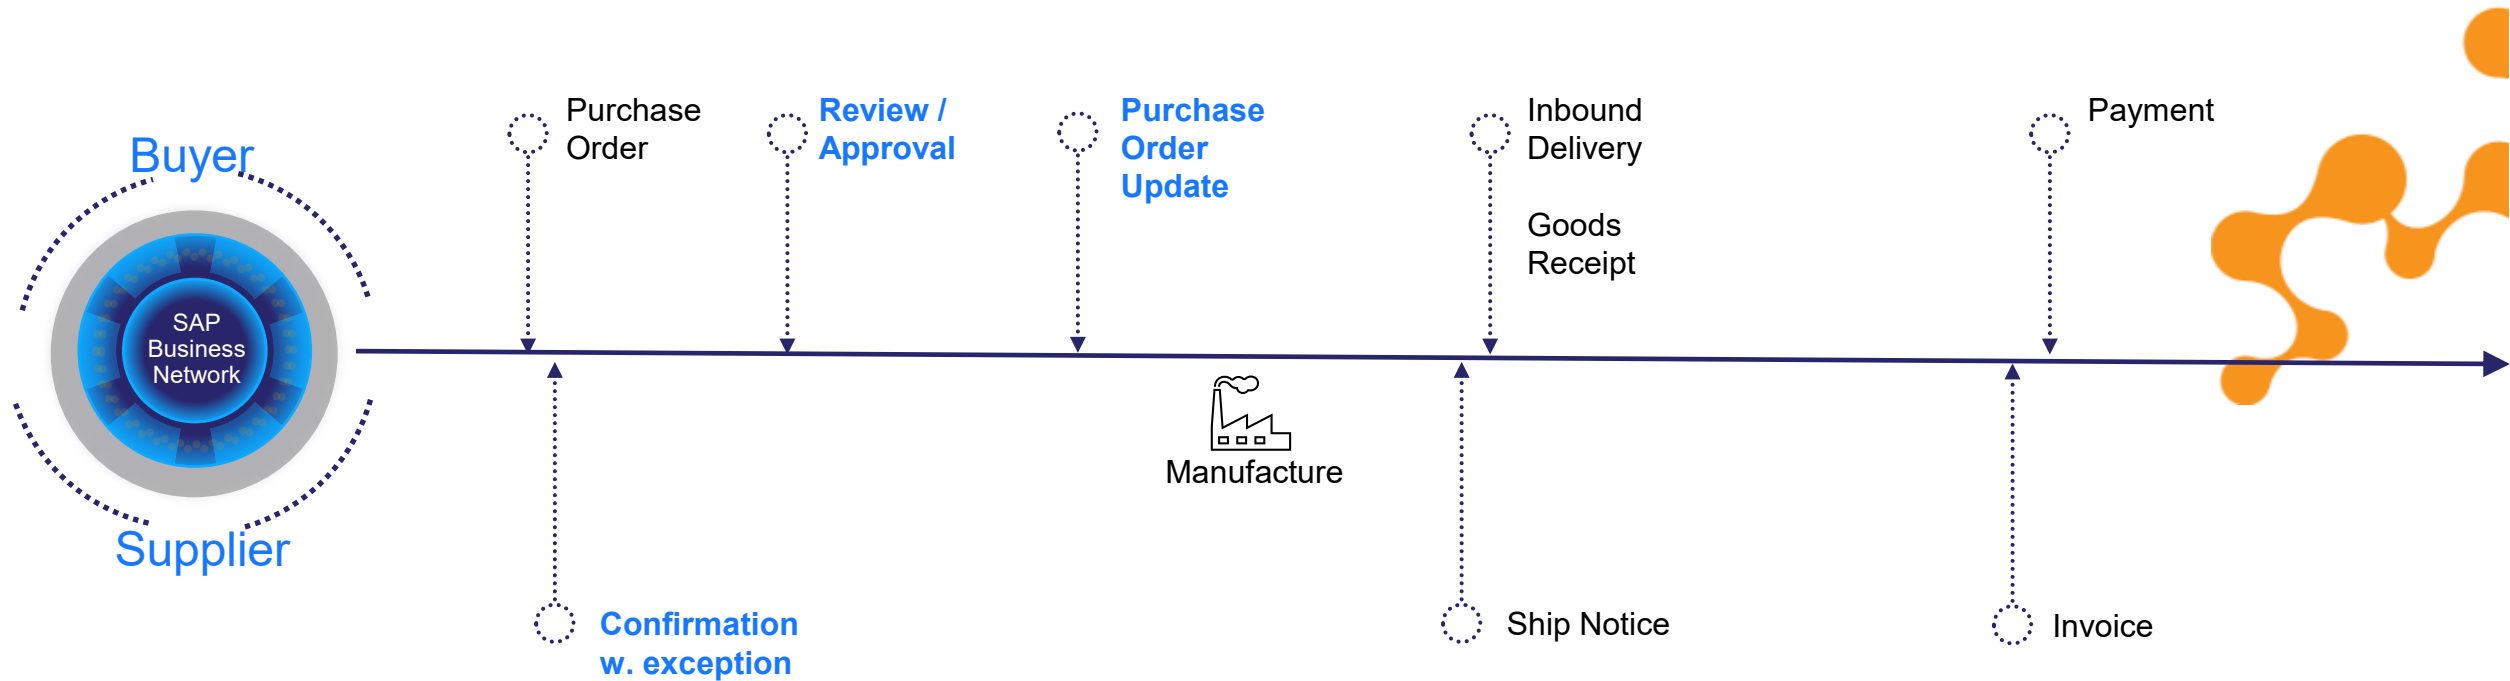 Buyer
SAP
Business
Network
Supplier
Purchase
Order
Review /
Approval
Purchase
Order
Update
Inbound
Delivery
Goods
Receipt
Payment
Manufacture
Confirmation
w. exception
Ship Notice
Invoice